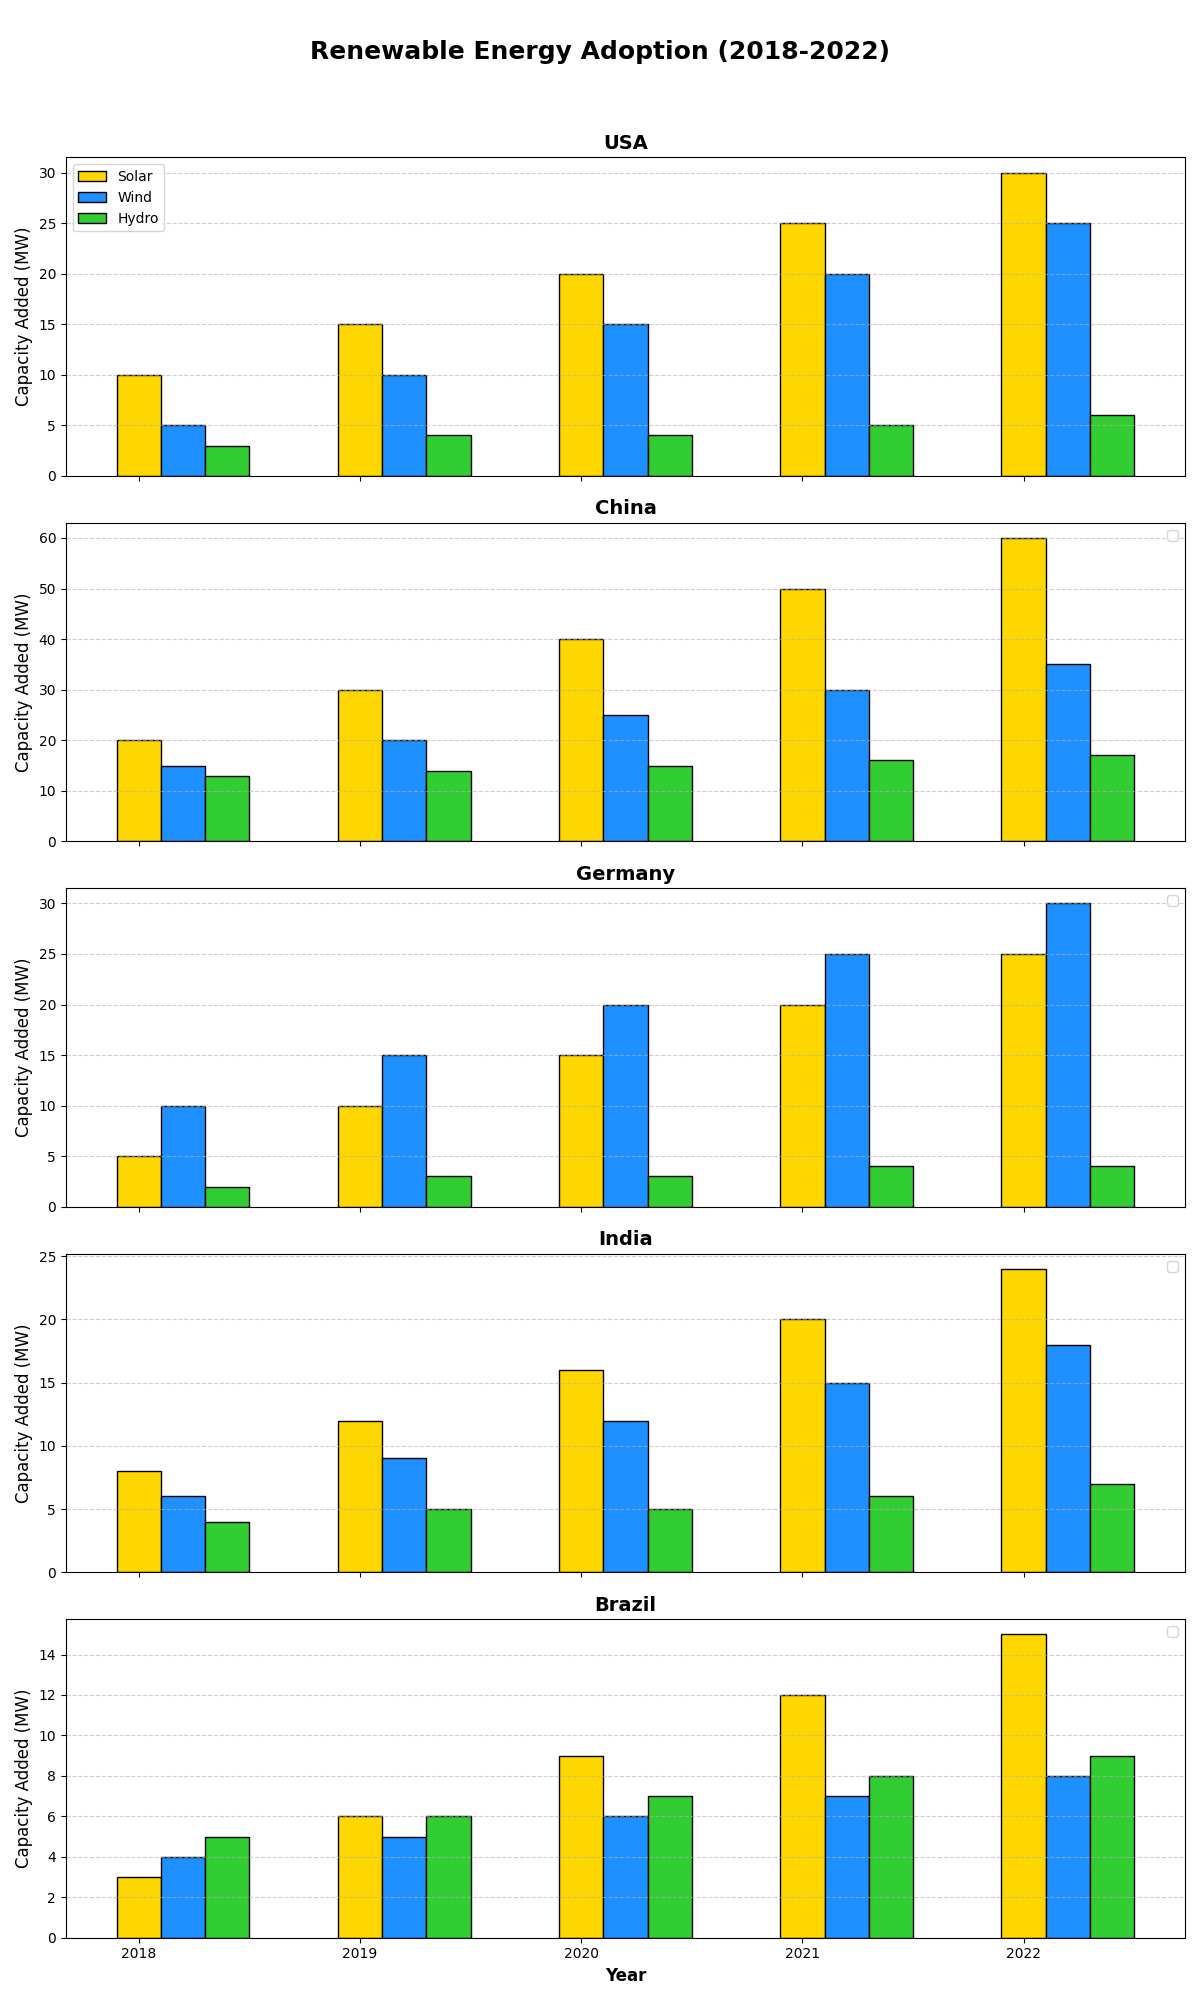 Renewable Energy Adoption (2018-2022)
USA
Solar
Wind
Hydro
Capacity Added (MW)
30
25
20
15
10
5
0
China
Capacity Added (MW)
60
50
40
30
20
10
0
Germany
Capacity Added (MW)
30
25
20
15
10
5
0
India
Capacity Added (MW)
25
20
15
10
5
0
Brazil
Capacity Added (MW)
14
12
10
8
6
4
2
0
2018 2019 2020 2021 2022
Year